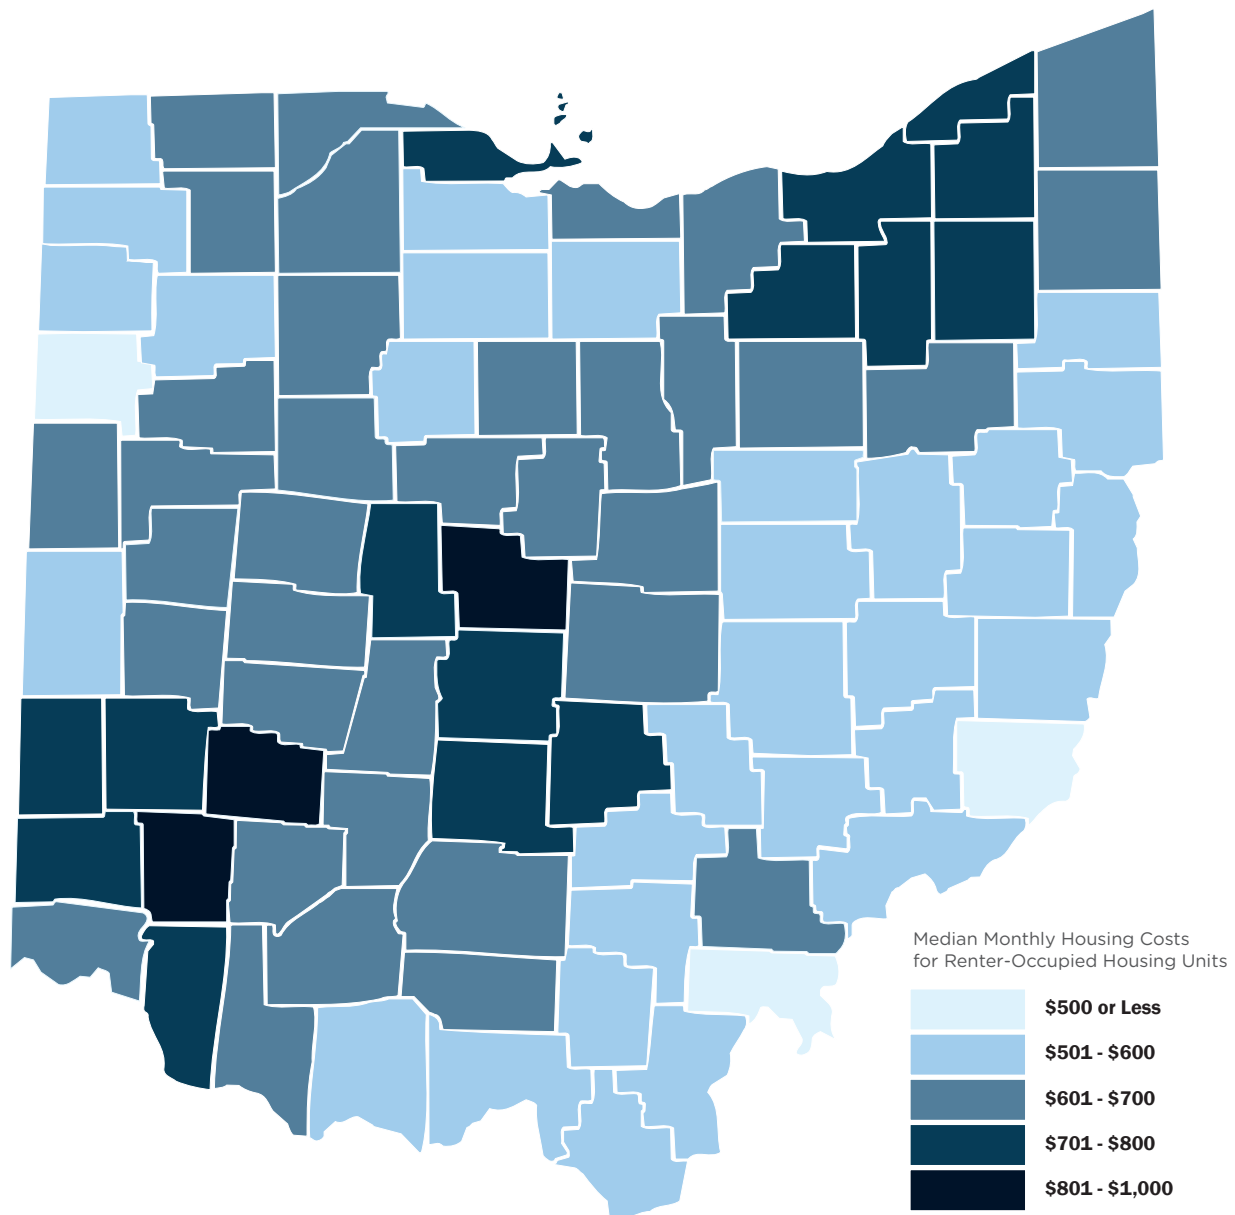 Median Monthly Housing Costs
for Renter-Occupied Housing Units
$500 or Less
$501 - $600
$601 - $700
$701 - $800
$801 - $1,000